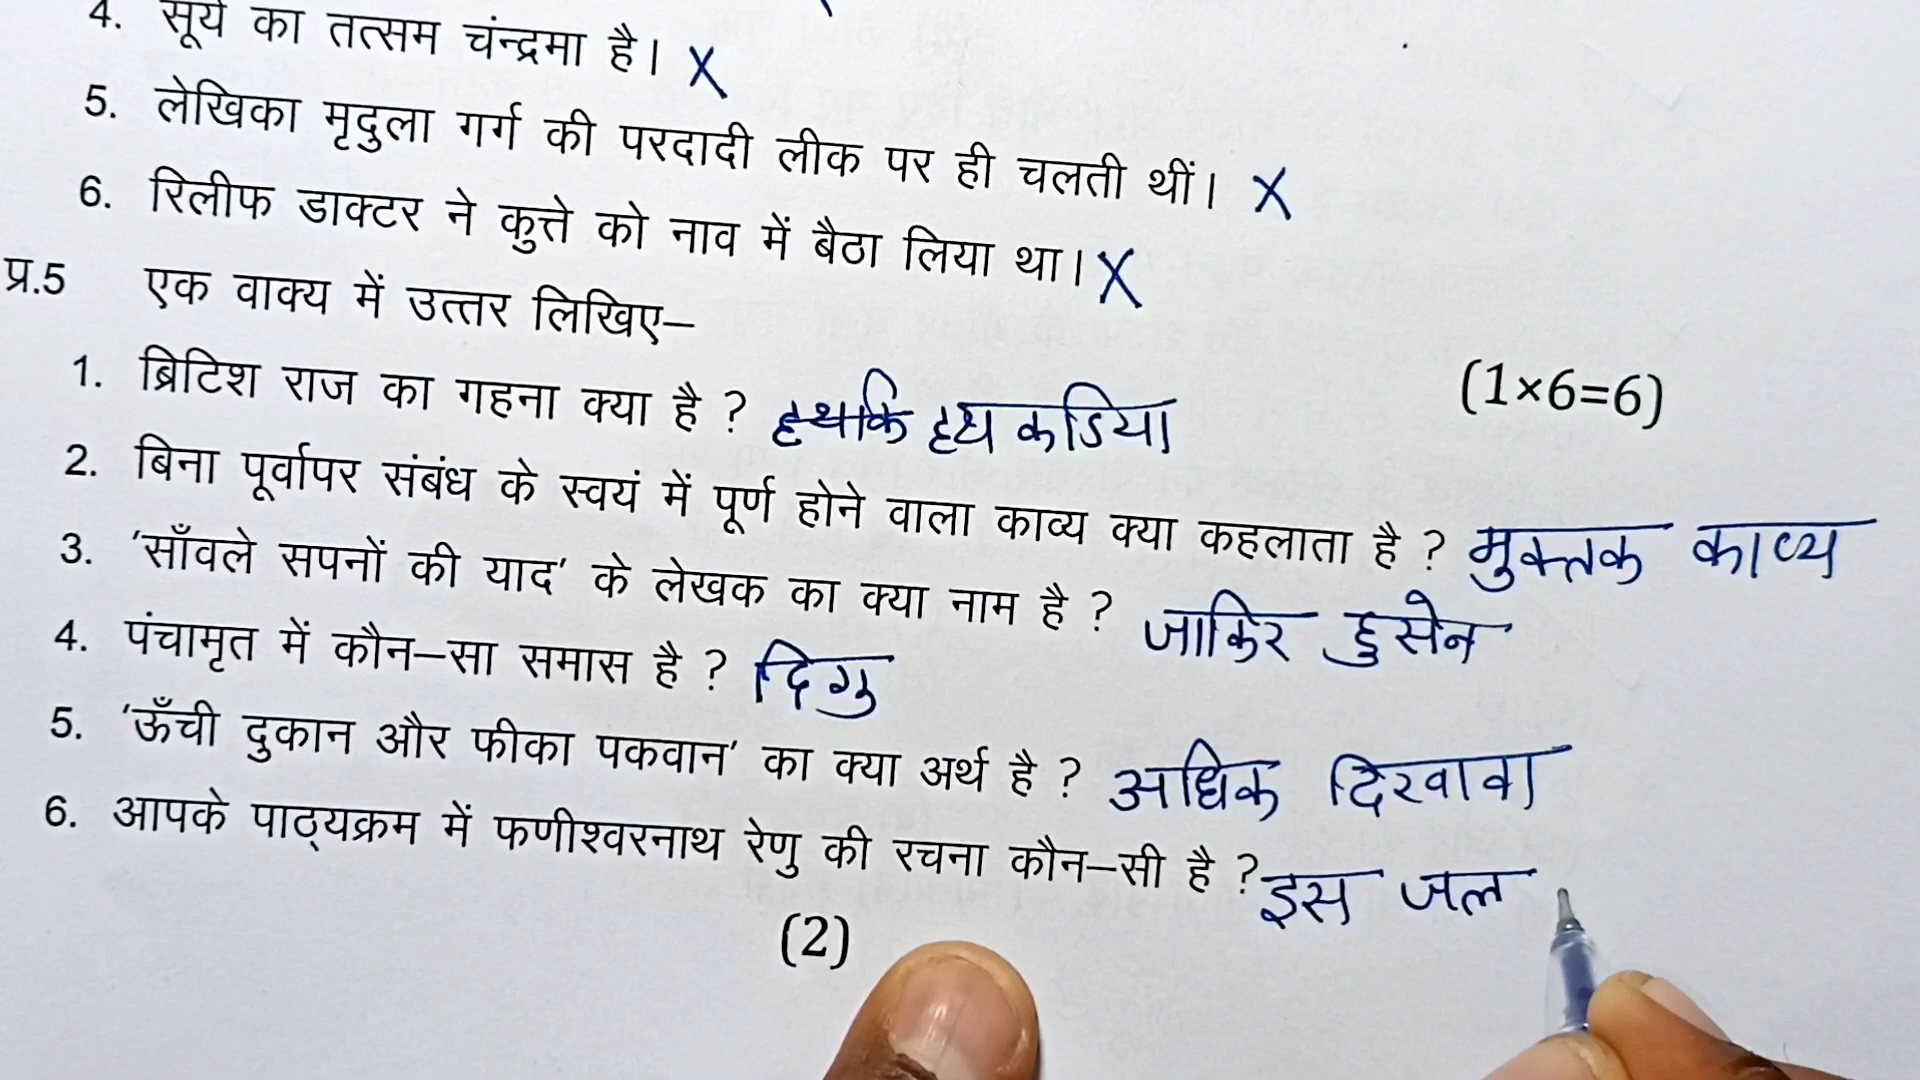 4. सूर्य का तत्सम चंन्द्रमा है। X
5. लेखिका मृदुला गर्ग की परदादी लीक पर ही चलती थीं। X
6. रिलीफ डाक्टर ने कुत्ते को नाव में बैठा लिया था। X
प्र.5 एक वाक्य में उत्तर लिखिए–
(1×6=6)
1. ब्रिटिश राज का गहना क्या है ? हथकडिया
2. बिना पूर्वापर संबंध के स्वयं में पूर्ण होने वाला काव्य क्या कहलाता है ? मुक्तक काव्य
3. 'साँवले सपनों की याद' के लेखक का क्या नाम है ? जाकिर हुसेन
4. पंचामृत में कौन–सा समास है ? दिगु
5. 'ऊँची दुकान और फीका पकवान' का क्या अर्थ है ? अधिक दिखावा
6. आपके पाठ्यक्रम में फणीश्वरनाथ रेणु की रचना कौन–सी है ? इस जल
(2)